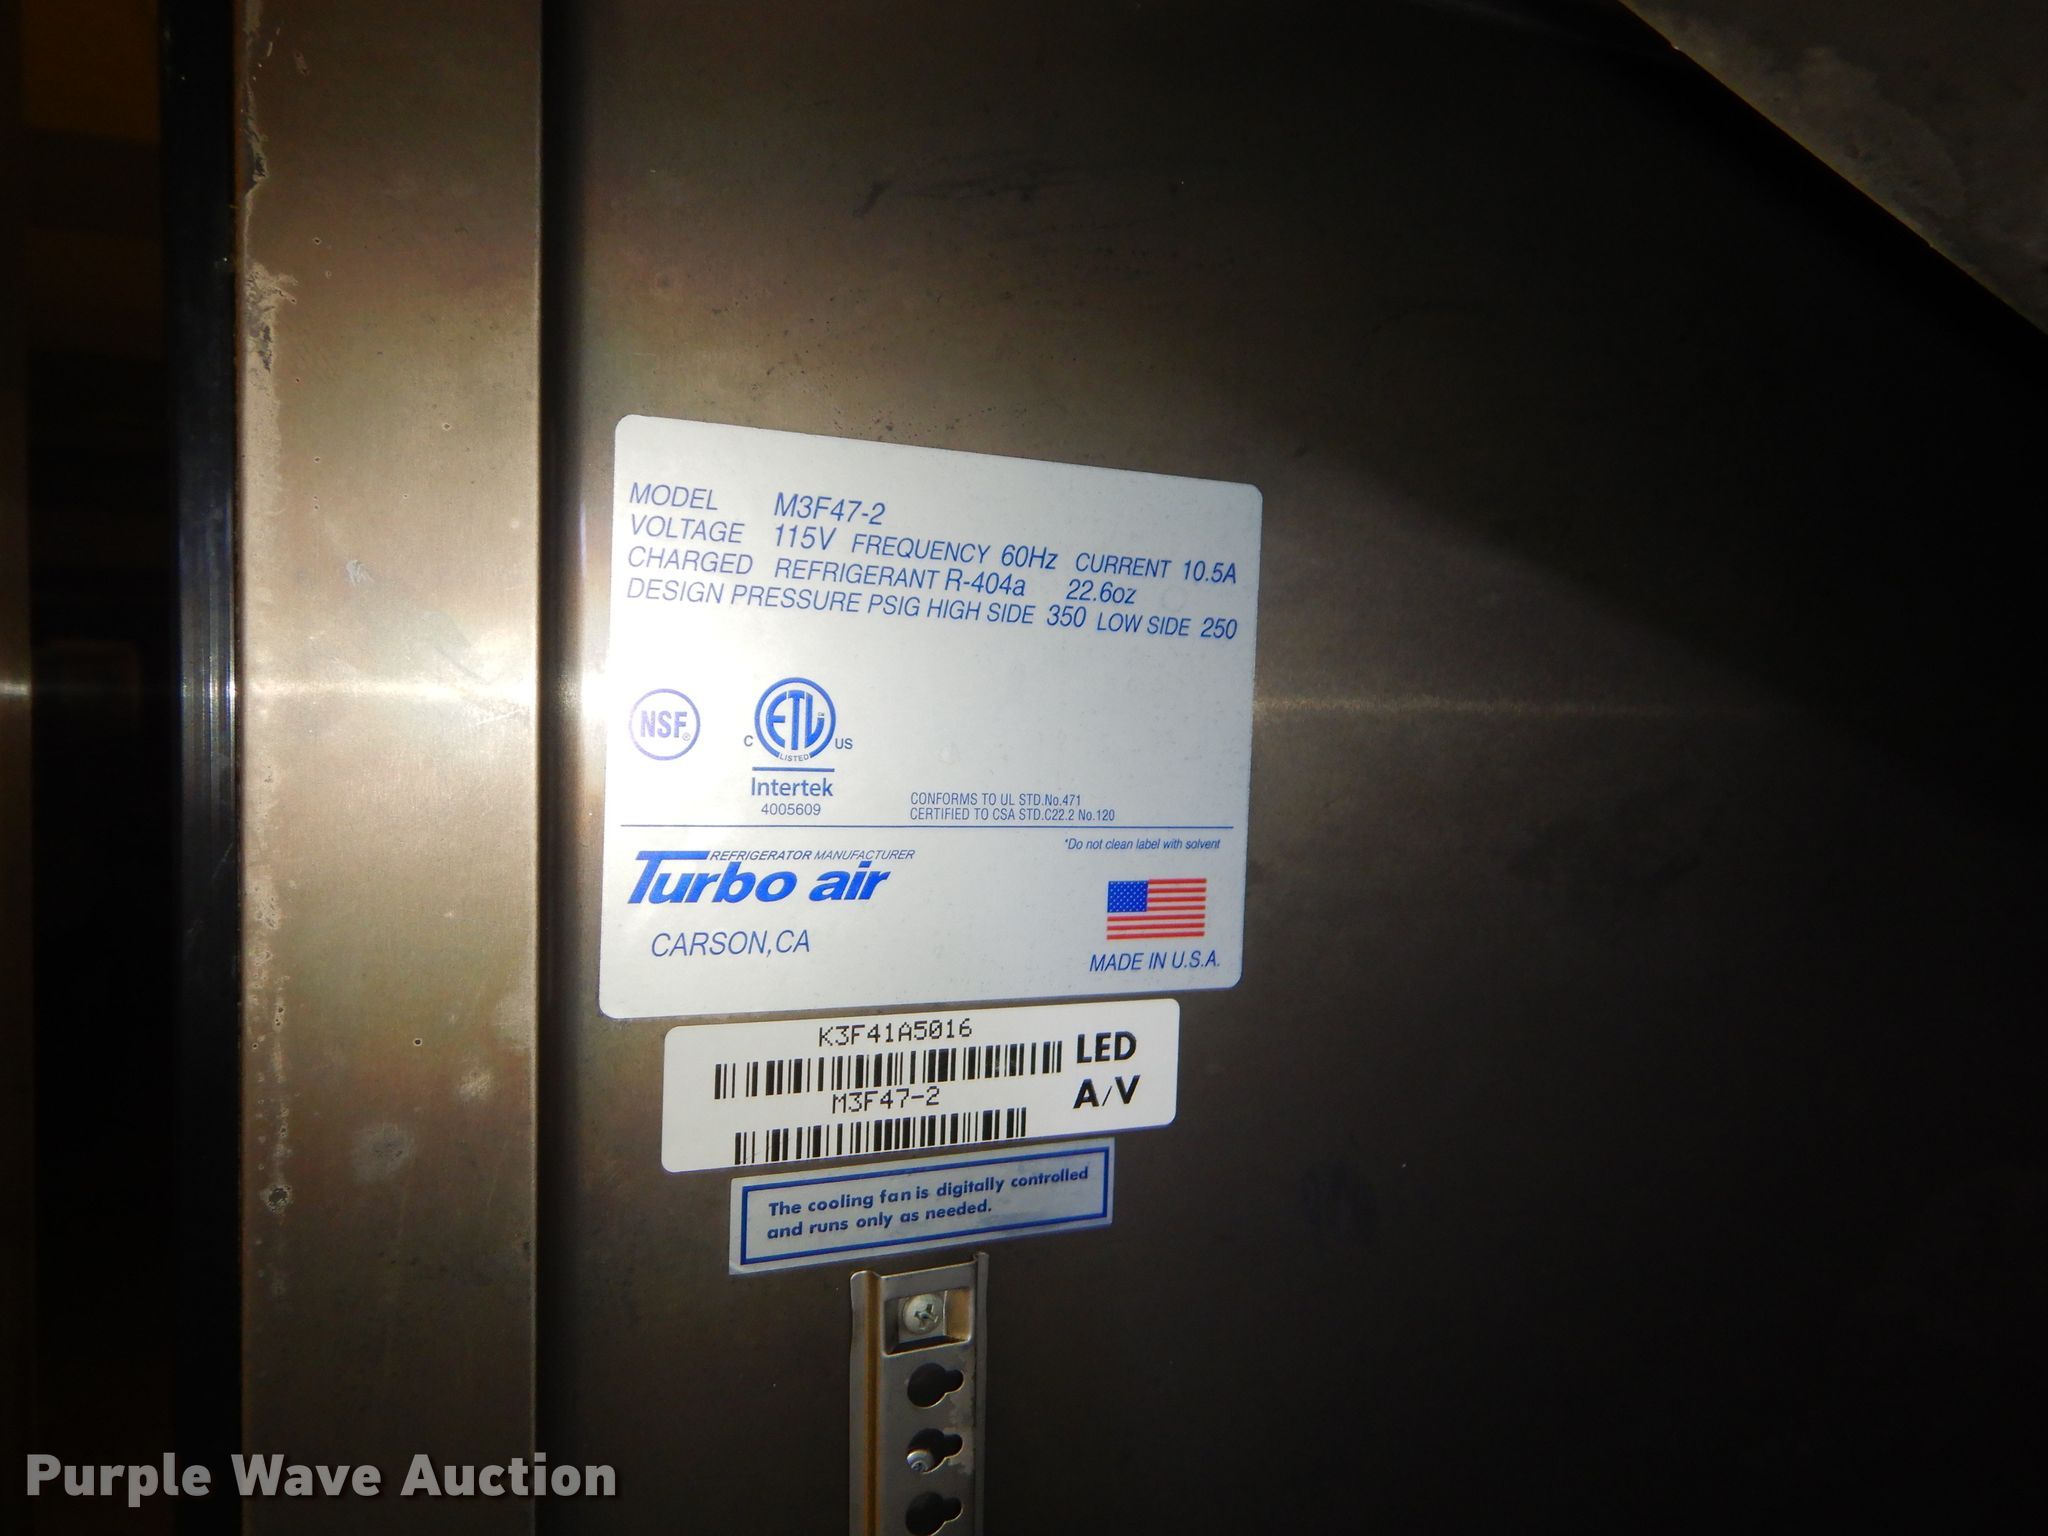 MODEL M3F47-2
VOLTAGE 115V FREQUENCY 60Hz CURRENT 10.5A
CHARGED REFRIGERANT R-404a 22.6oz
DESIGN PRESSURE PSIG HIGH SIDE 350 LOW SIDE 250
NSF®
ETL CM
C US
LISTED
Intertek
4005609
CONFORMS TO UL STD.No.471
CERTIFIED TO CSA STD.C22.2 No.120
*Do not clean label with solvent
REFRIGERATOR MANUFACTURER
Turbo air
CARSON,CA
MADE IN U.S.A.
K3F41A5016
LED
M3F47-2
A/V
The cooling fan is digitally controlled
and runs only as needed.
Purple Wave Auction